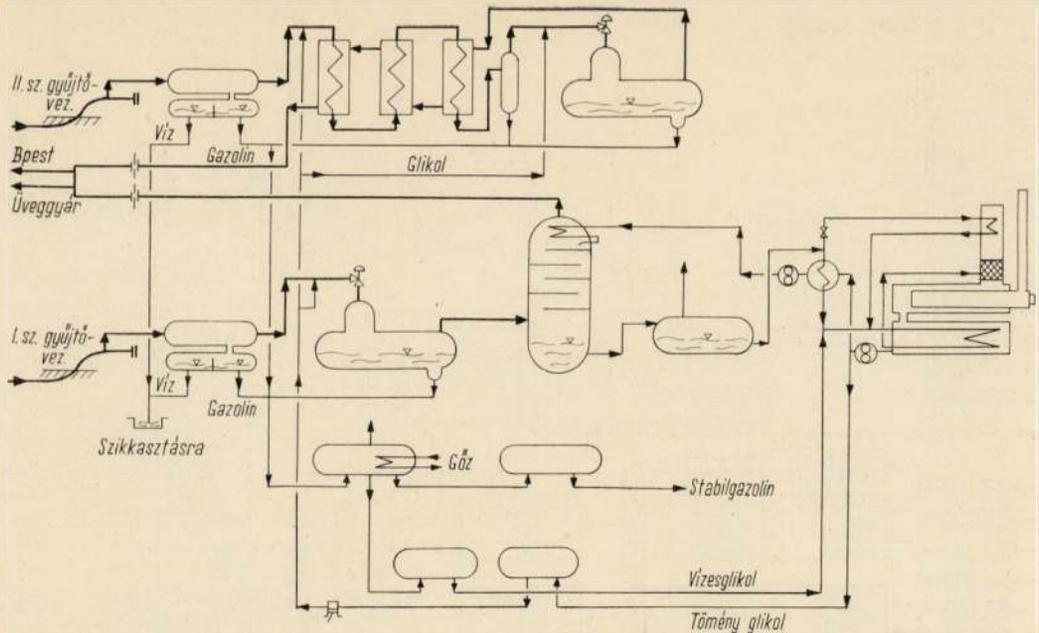 II. sz. gyűjtő-
vez.
Víz
Gazolin
Glikol
Bpest
Üveggyár
I. sz. gyűjtő-
vez.
Víz
Gazolin
Szikkasztásra
Gőz
Stabilgazolin
Vizesglikol
Tömény glikol